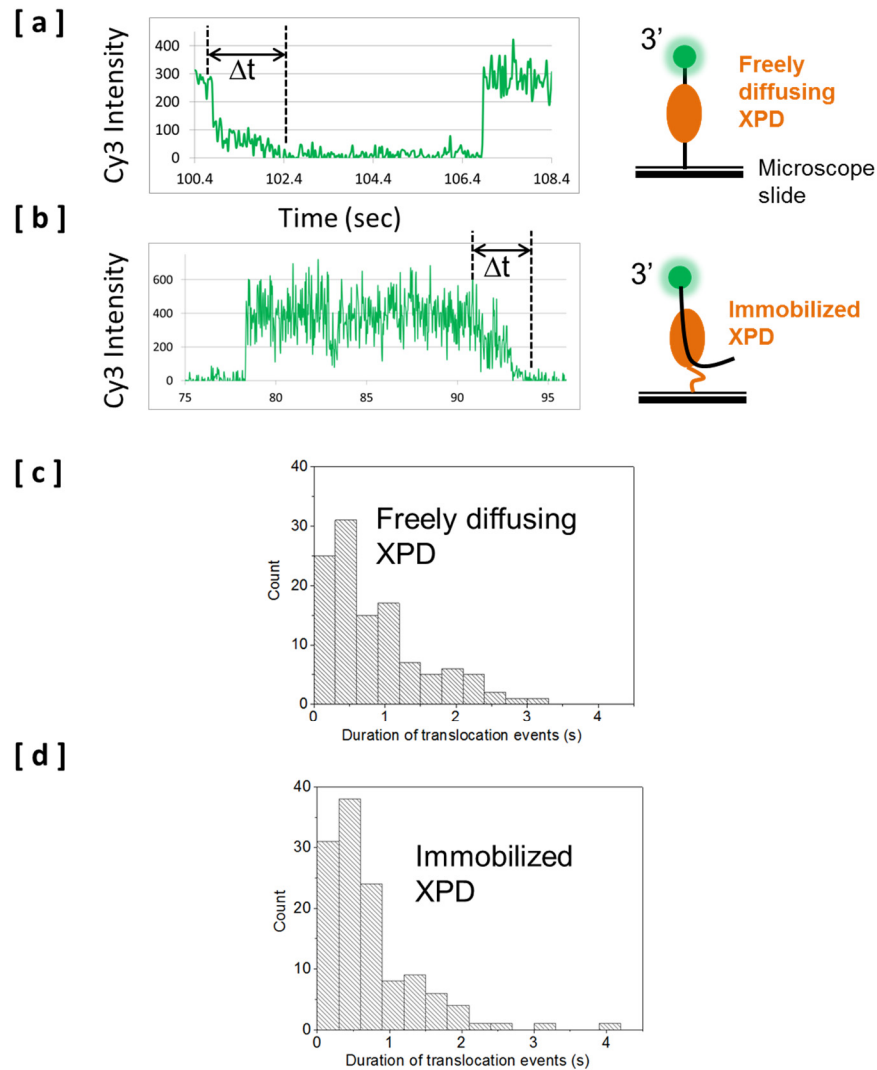 [ a ]
Cy3 Intensity
400
300
200
100
0
Δt
100.4 102.4 104.4 106.4 108.4
Time (sec)
3’
Freely
diffusing
XPD
Microscope
slide
[ b ]
Cy3 Intensity
600
400
200
0
Δt
75 80 85 90 95
3’
Immobilized
XPD
[ c ]
Count
40
30
20
10
0
Freely diffusing
XPD
0 1 2 3 4
Duration of translocation events (s)
[ d ]
Count
40
30
20
10
0
Immobilized
XPD
0 1 2 3 4
Duration of translocation events (s)